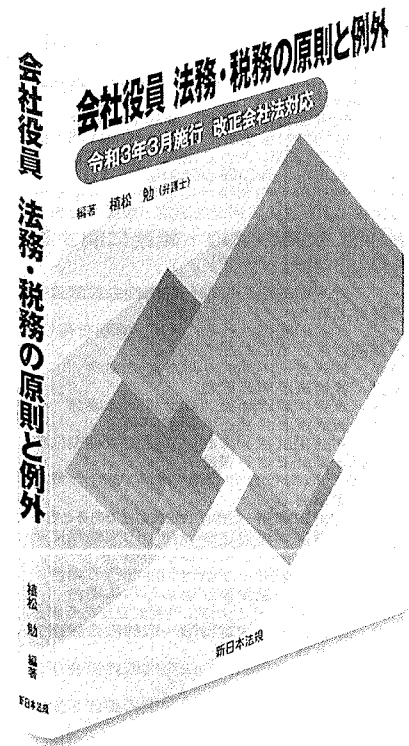 会社役員 法務・税務の原則と例外
令和3年3月施行 改正会社法対応
編著 植松 勉（弁護士）
新日本法規
会社役員 法務・税務の原則と例外
植松 勉 編著
新日本法規